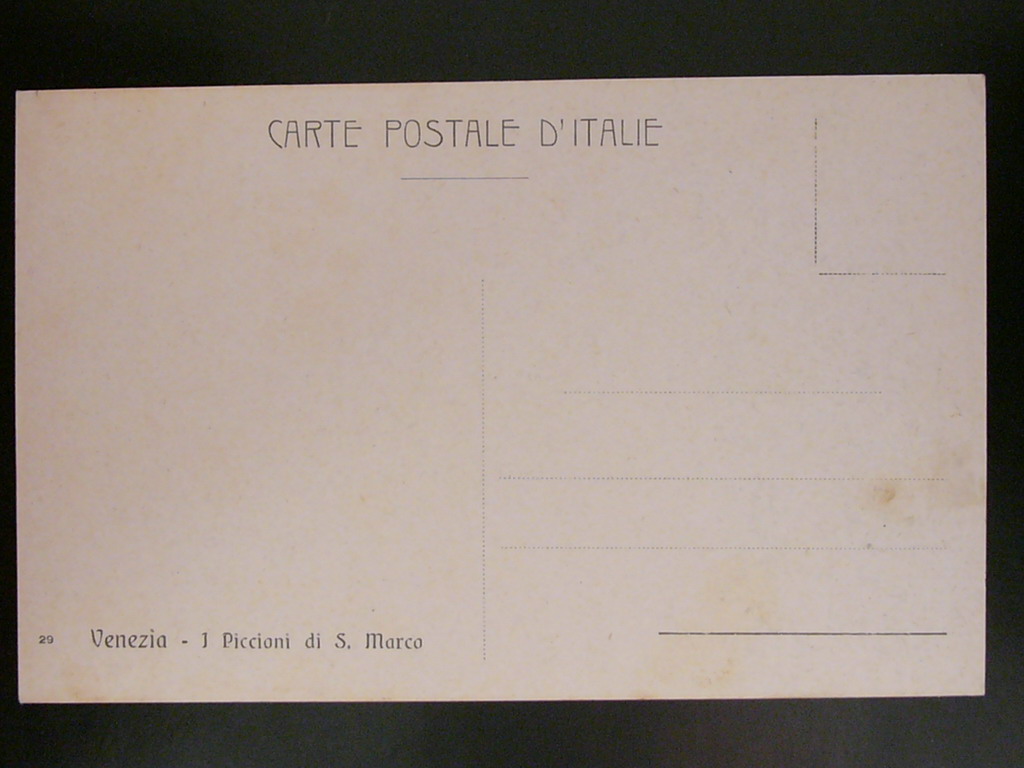 CARTE POSTALE D'ITALIE
29 Venezia - I Piccioni di S. Marco